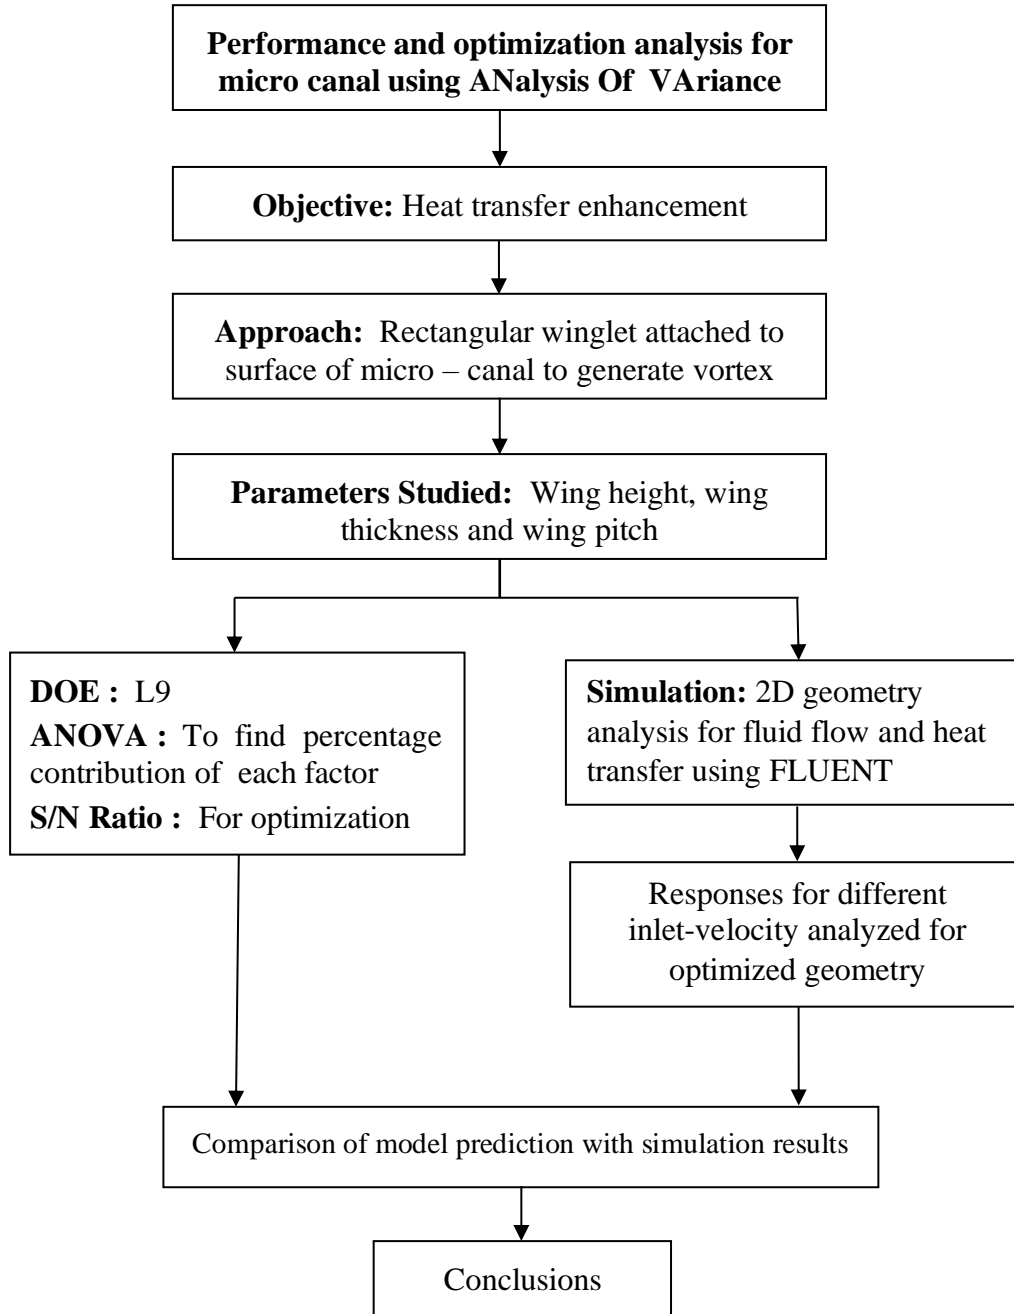 Performance and optimization analysis for
micro canal using ANalysis Of VAriance
Objective: Heat transfer enhancement
Approach: Rectangular winglet attached to
surface of micro – canal to generate vortex
Parameters Studied: Wing height, wing
thickness and wing pitch
DOE : L9
ANOVA : To find percentage
contribution of each factor
S/N Ratio : For optimization
Simulation: 2D geometry
analysis for fluid flow and heat
transfer using FLUENT
Responses for different
inlet-velocity analyzed for
optimized geometry
Comparison of model prediction with simulation results
Conclusions